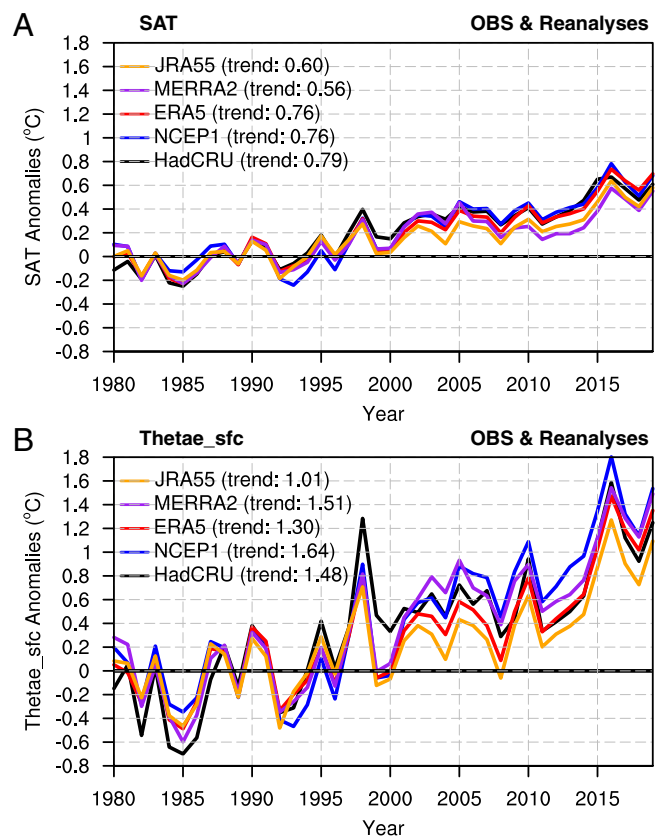 A
SAT
OBS & Reanalyses
SAT Anomalies (°C)
1.8
1.6
1.4
1.2
1
0.8
0.6
0.4
0.2
0
-0.2
-0.4
-0.6
-0.8
JRA55 (trend: 0.60)
MERRA2 (trend: 0.56)
ERA5 (trend: 0.76)
NCEP1 (trend: 0.76)
HadCRU (trend: 0.79)
1980 1985 1990 1995 2000 2005 2010 2015
Year
B
Thetae_sfc
OBS & Reanalyses
Thetae_sfc Anomalies (°C)
1.8
1.6
1.4
1.2
1
0.8
0.6
0.4
0.2
0
-0.2
-0.4
-0.6
-0.8
JRA55 (trend: 1.01)
MERRA2 (trend: 1.51)
ERA5 (trend: 1.30)
NCEP1 (trend: 1.64)
HadCRU (trend: 1.48)
1980 1985 1990 1995 2000 2005 2010 2015
Year